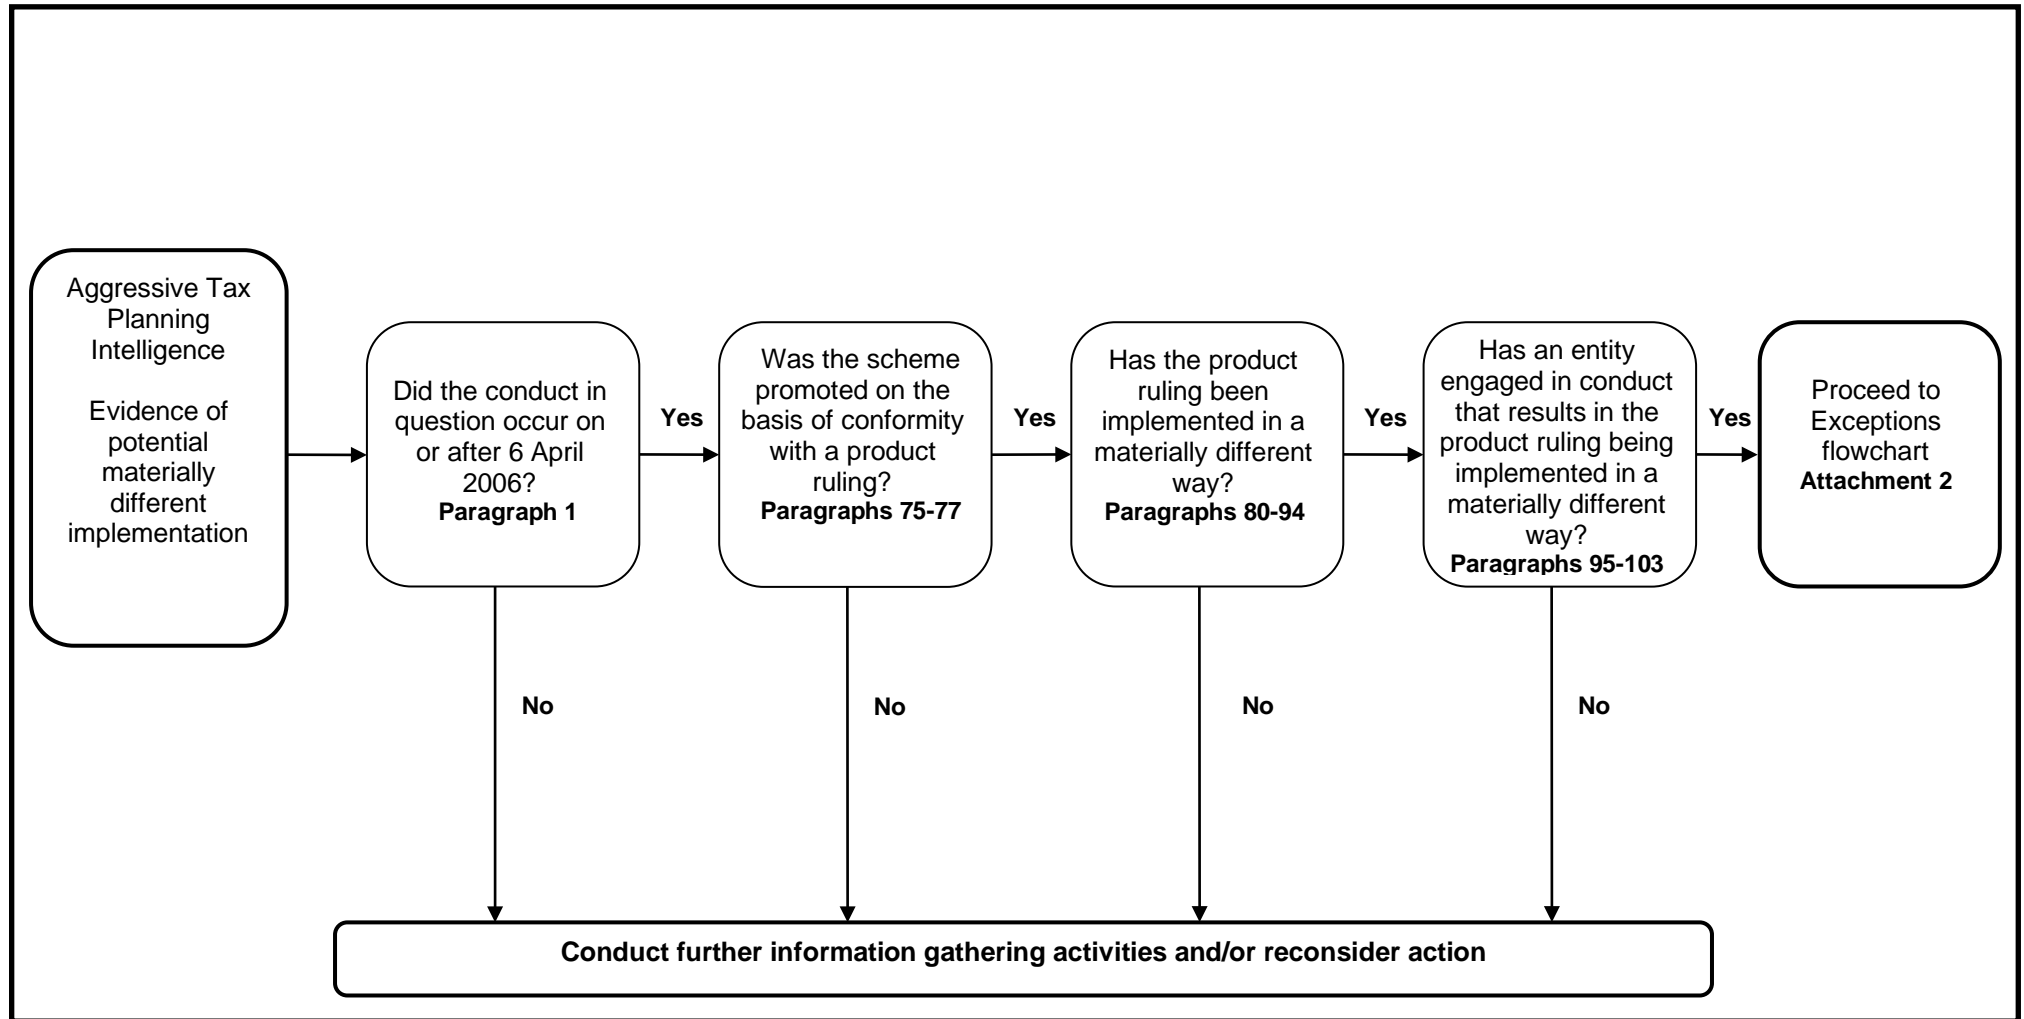 Aggressive Tax
Planning
Intelligence
Evidence of
potential
materially
different
implementation
Did the conduct in
question occur on
or after 6 April
2006?
Paragraph 1
Yes
Was the scheme
promoted on the
basis of conformity
with a product
ruling?
Paragraphs 75-77
Yes
Has the product
ruling been
implemented in a
materially different
way?
Paragraphs 80-94
Yes
Has an entity
engaged in conduct
that results in the
product ruling being
implemented in a
materially different
way?
Paragraphs 95-103
Yes
Proceed to
Exceptions
flowchart
Attachment 2
No
No
No
No
Conduct further information gathering activities and/or reconsider action